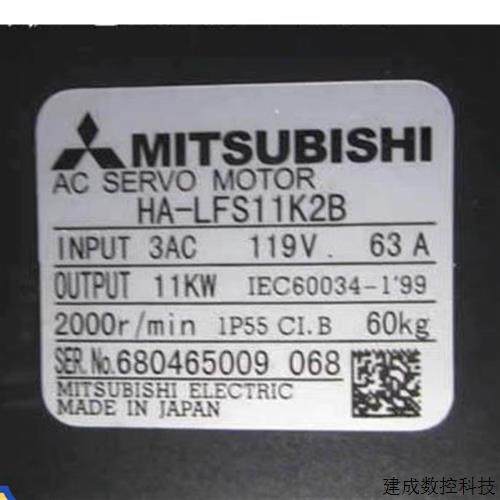 MITSUBISHI
AC SERVO MOTOR
HA-LFS11K2B
INPUT 3AC 119V. 63 A
OUTPUT 11KW IEC60034-1'99
2000r/min IP55 CI.B 60kg
SER.No.680465009 068
MITSUBISHI ELECTRIC
MADE IN JAPAN
建成数控科技